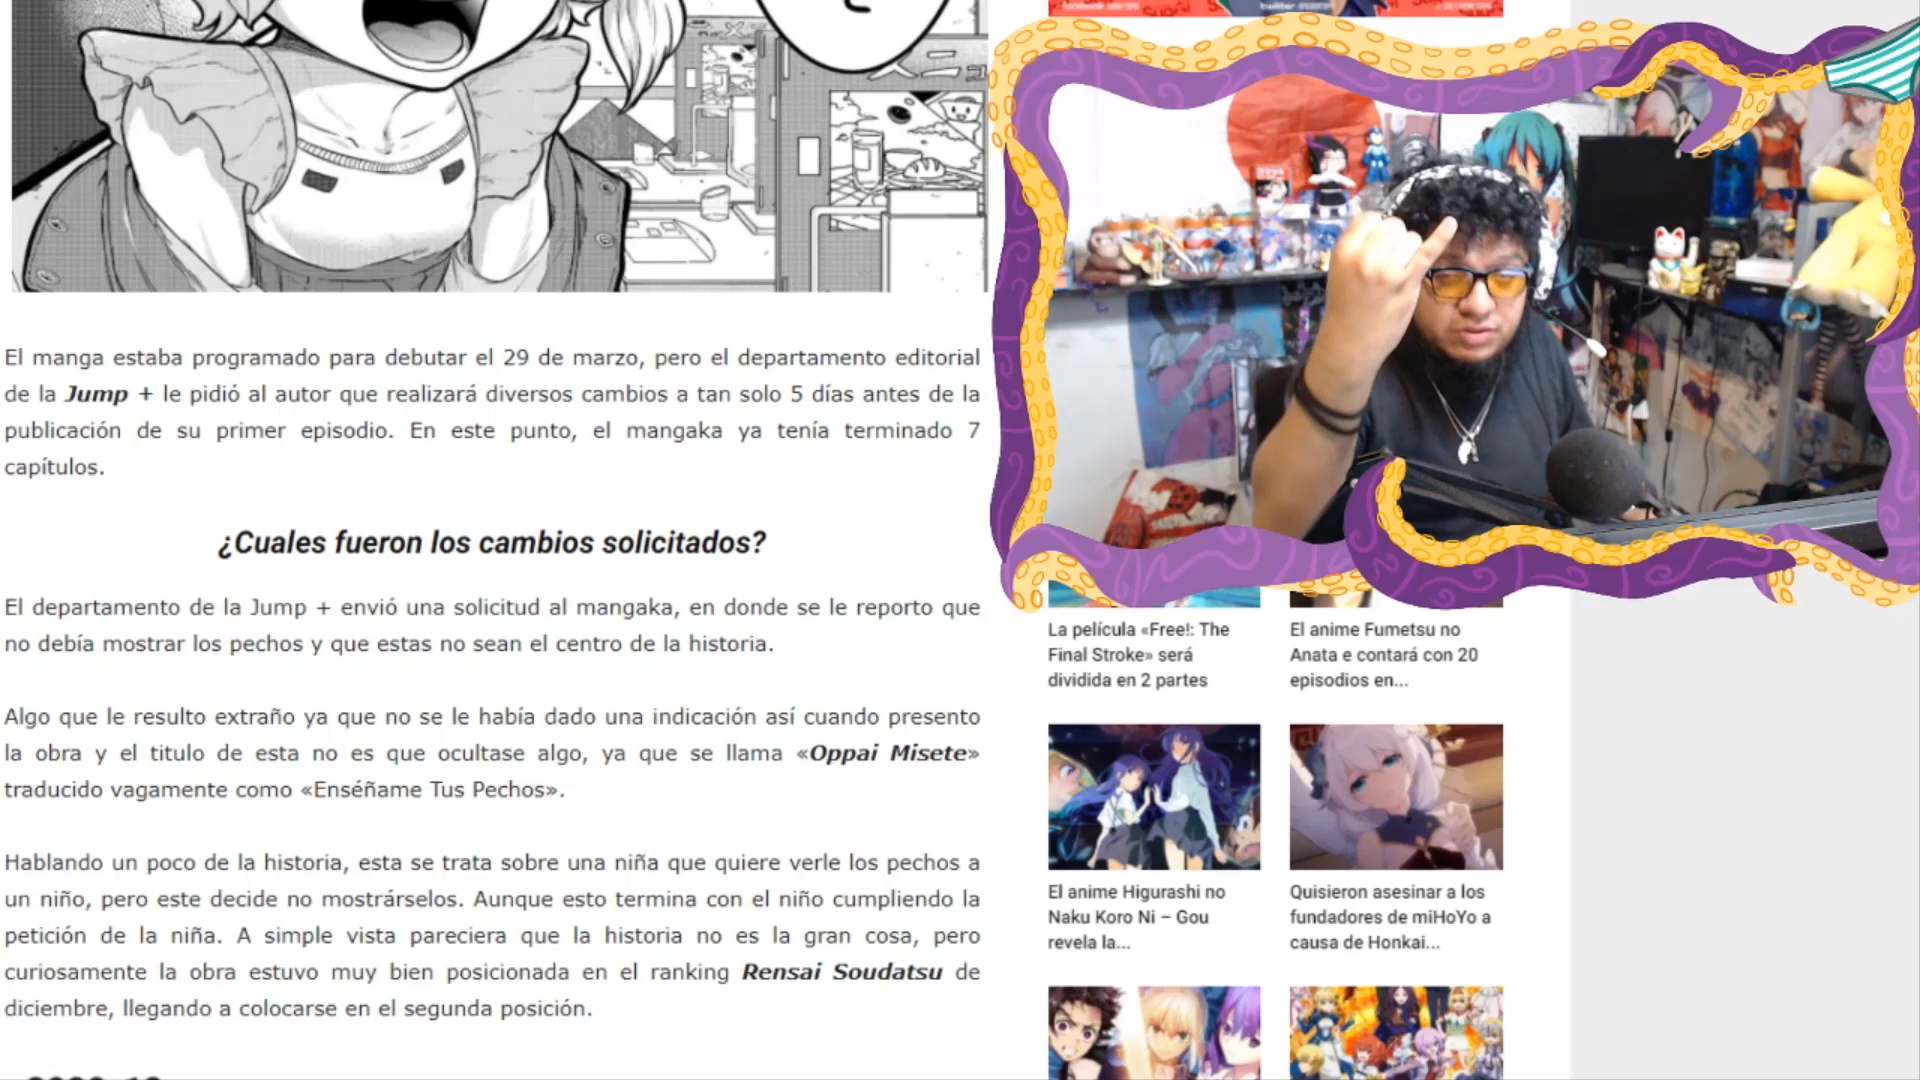 El manga estaba programado para debutar el 29 de marzo, pero el departamento editorial
de la Jump + le pidió al autor que realizará diversos cambios a tan solo 5 días antes de la
publicación de su primer episodio. En este punto, el mangaka ya tenía terminado 7
capítulos.
¿Cuales fueron los cambios solicitados?
El departamento de la Jump + envió una solicitud al mangaka, en donde se le reporto que
no debía mostrar los pechos y que estas no sean el centro de la historia.
Algo que le resulto extraño ya que no se le había dado una indicación así cuando presento
la obra y el titulo de esta no es que ocultase algo, ya que se llama «Oppai Misete»
traducido vagamente como «Enséñame Tus Pechos».
Hablando un poco de la historia, esta se trata sobre una niña que quiere verle los pechos a
un niño, pero este decide no mostrárselos. Aunque esto termina con el niño cumpliendo la
petición de la niña. A simple vista pareciera que la historia no es la gran cosa, pero
curiosamente la obra estuvo muy bien posicionada en el ranking Rensai Soudatsu de
diciembre, llegando a colocarse en el segunda posición.
La película «Free!: The
Final Stroke» será
dividida en 2 partes
El anime Fumetsu no
Anata e contará con 20
episodios en...
El anime Higurashi no
Naku Koro Ni – Gou
revela la...
Quisieron asesinar a los
fundadores de miHoYo a
causa de Honkai...